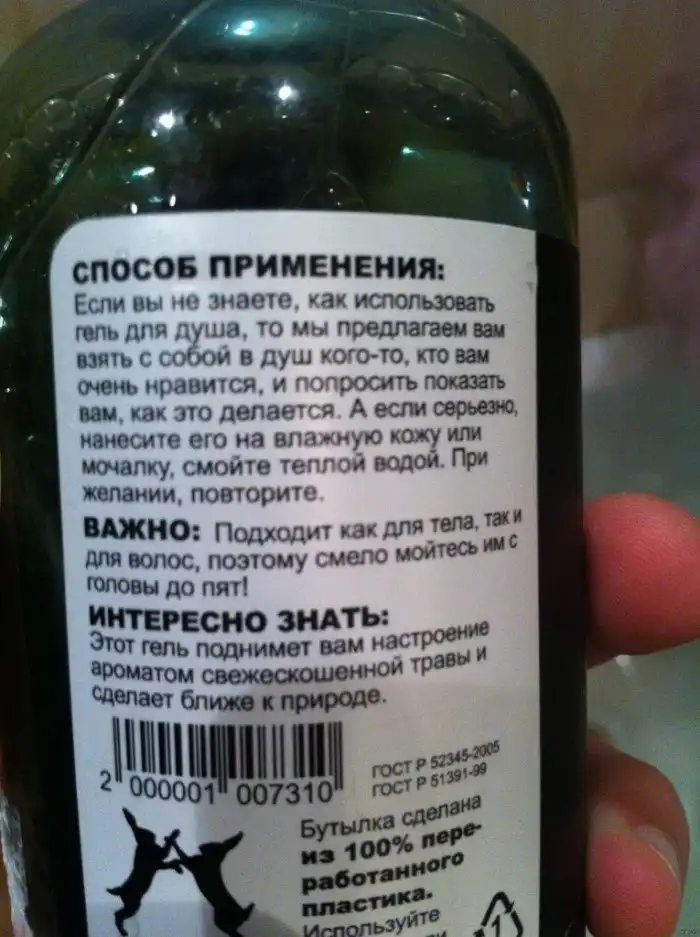 СПОСОБ ПРИМЕНЕНИЯ:
Если вы не знаете, как использовать
гель для душа, то мы предлагаем вам
взять с собой в душ кого-то, кто вам
очень нравится, и попросить показать
вам, как это делается. А если серьезно,
нанесите его на влажную кожу или
мочалку, смойте теплой водой. При
желании, повторите.
ВАЖНО: Подходит как для тела, так и
для волос, поэтому смело мойтесь им с
головы до пят!
ИНТЕРЕСНО ЗНАТЬ:
Этот гель поднимет вам настроение
ароматом свежескошенной травы и
сделает ближе к природе.
2 000001 007310
ГОСТ Р 52345-2005
ГОСТ Р 51391-99
Бутылка сделана
из 100% пере-
работанного
пластика.
Используйте
1